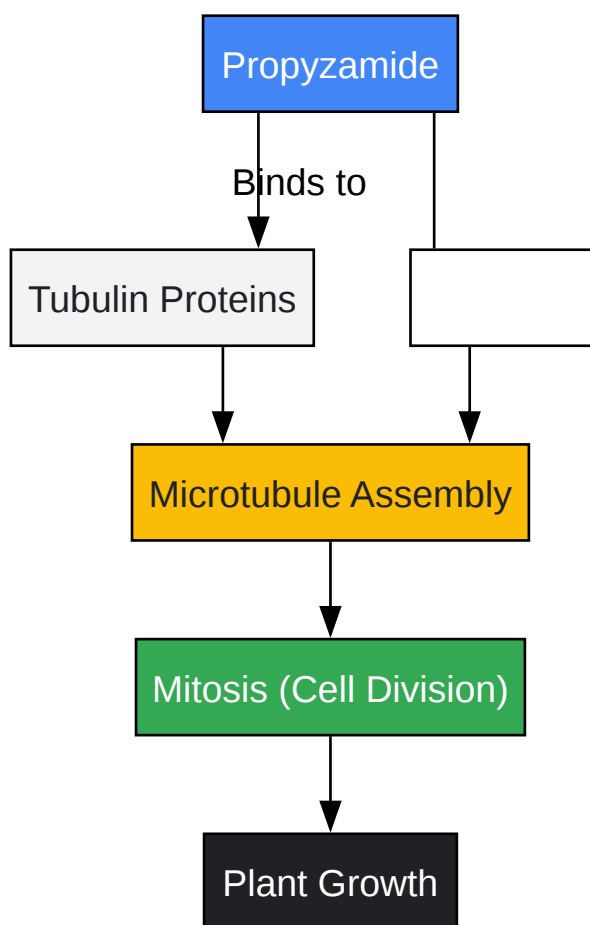 Propyzamide
Binds to
Tubulin Proteins
Microtubule Assembly
Mitosis (Cell Division)
Plant Growth